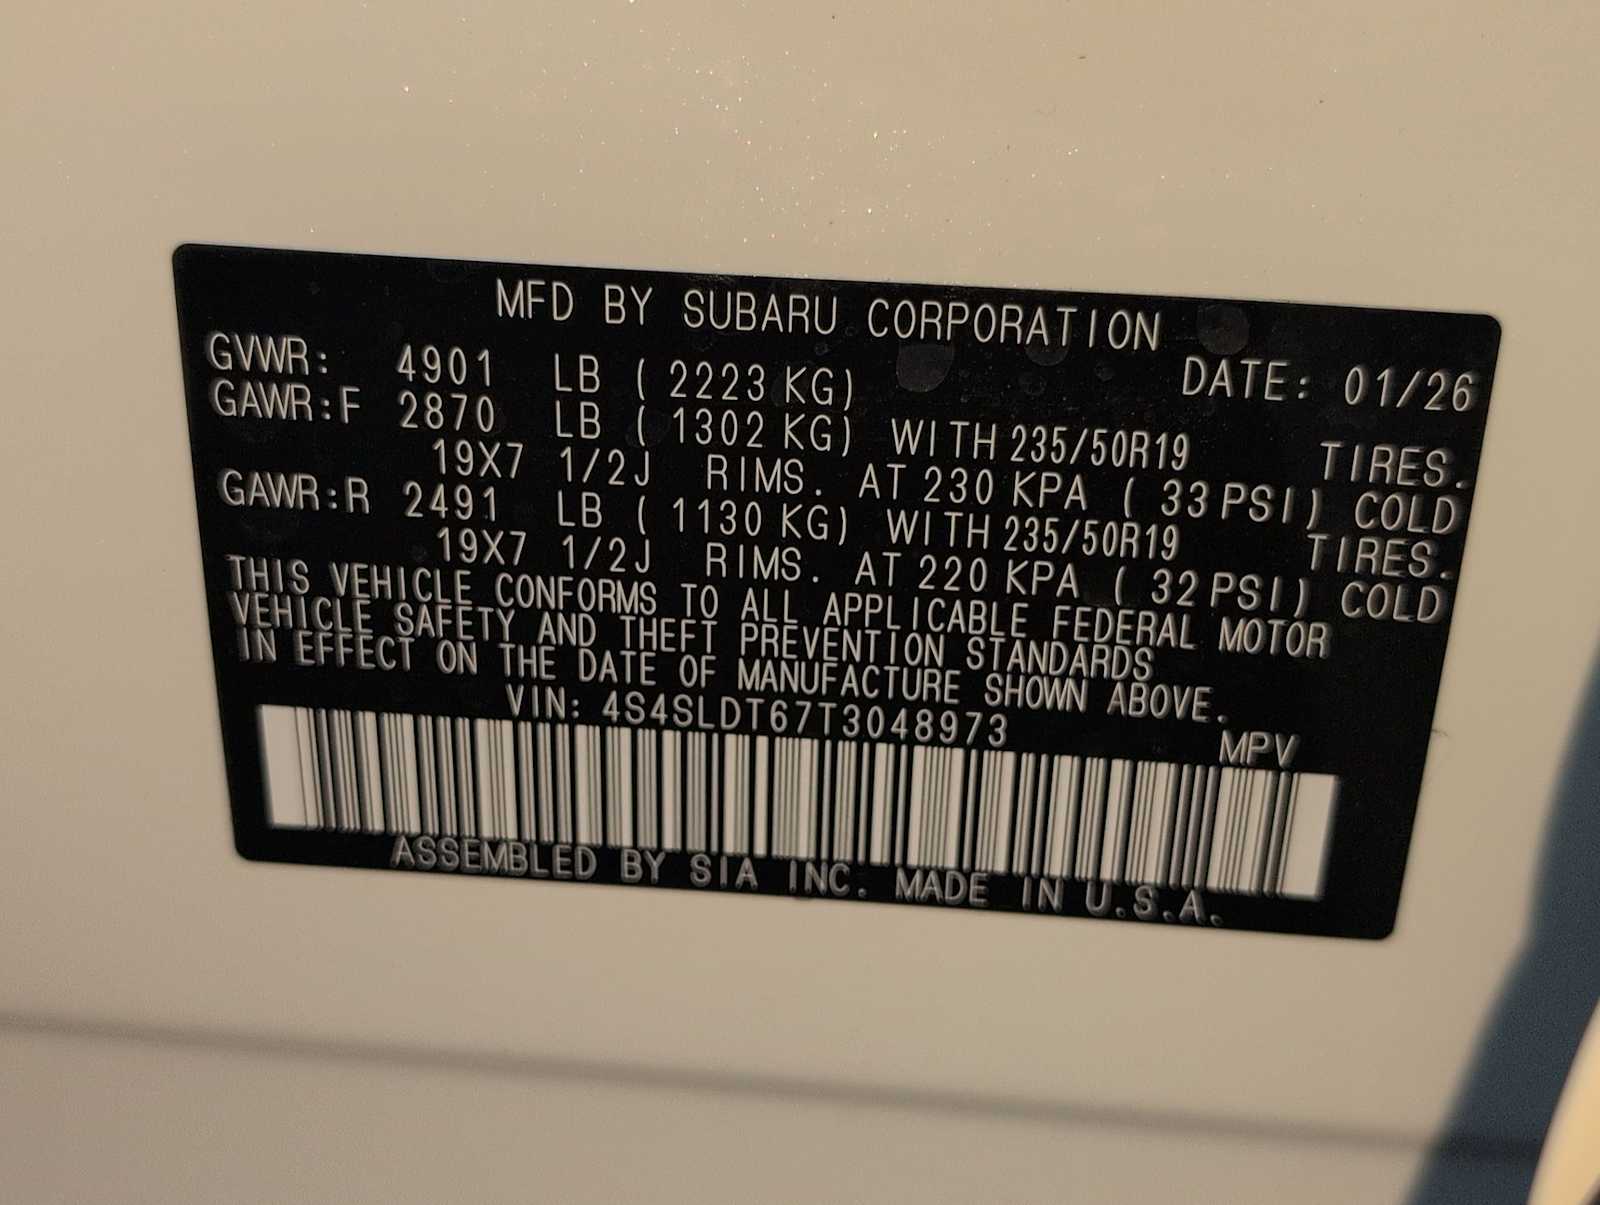 MFD BY SUBARU CORPORATION
GVWR: 4901 LB ( 2223 KG) DATE: 01/26
GAWR:F 2870 LB ( 1302 KG) WITH 235/50R19 TIRES.
19X7 1/2J RIMS. AT 230 KPA ( 33 PSI) COLD
GAWR:R 2491 LB ( 1130 KG) WITH 235/50R19 TIRES.
19X7 1/2J RIMS. AT 220 KPA ( 32 PSI) COLD
THIS VEHICLE CONFORMS TO ALL APPLICABLE FEDERAL MOTOR
VEHICLE SAFETY AND THEFT PREVENTION STANDARDS
IN EFFECT ON THE DATE OF MANUFACTURE SHOWN ABOVE.
VIN: 4S4SLDT67T3048973 MPV
ASSEMBLED BY SIA INC. MADE IN U.S.A.